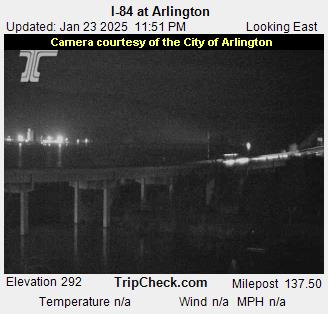 I-84 at Arlington
Updated: Jan 23 2025 11:51 PM Looking East
Camera courtesy of the City of Arlington
Elevation 292 TripCheck.com Milepost 137.50
Temperature n/a Wind n/a MPH n/a